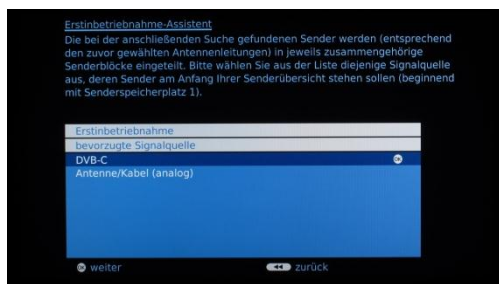 Erstinbetriebnahme-Assistent
Die bei der anschließenden Suche gefundenen Sender werden (entsprechend
den zuvor gewählten Antennenleitungen) in jeweils zusammengehörige
Senderblöcke eingeteilt. Bitte wählen Sie aus der Liste diejenige Signalquelle
aus, deren Sender am Anfang Ihrer Senderübersicht stehen sollen (beginnend
mit Senderspeicherplatz 1).
Erstinbetriebnahme
bevorzugte Signalquelle
DVB-C OK
Antenne/Kabel (analog)
OK weiter zurück